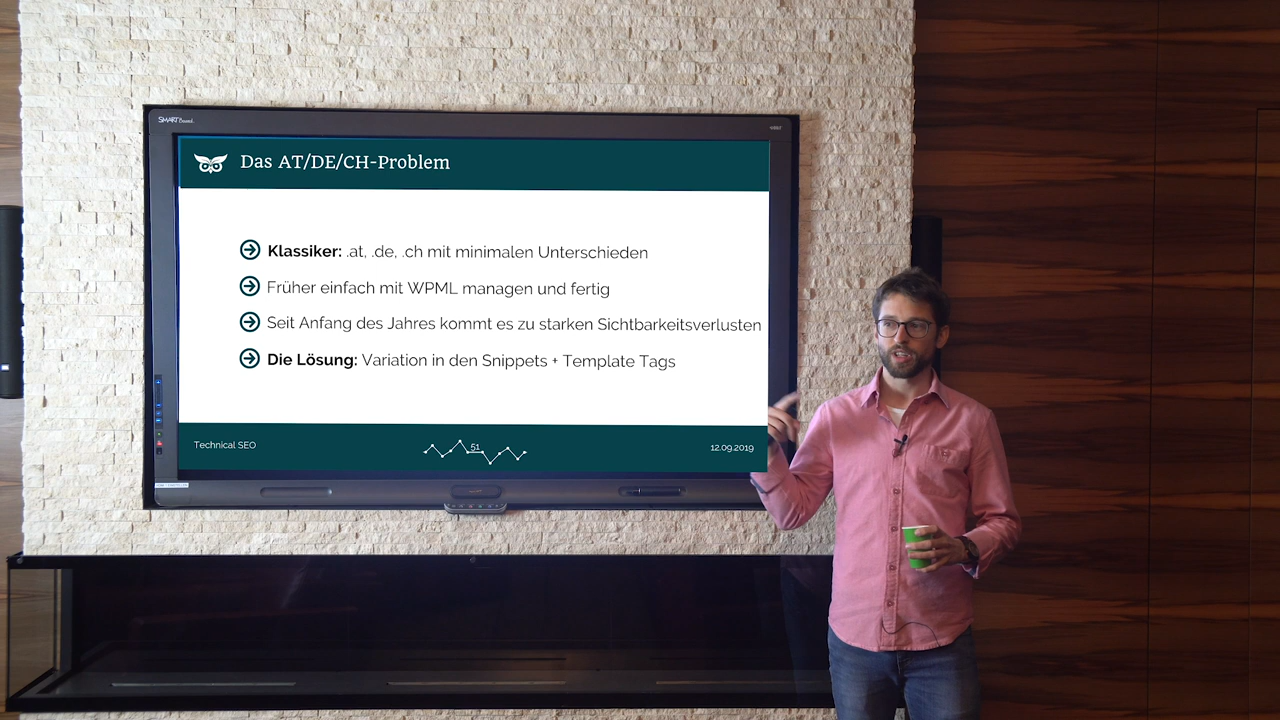 SMART Board
Das AT/DE/CH-Problem
Klassiker: .at, .de, .ch mit minimalen Unterschieden
Früher einfach mit WPML managen und fertig
Seit Anfang des Jahres kommt es zu starken Sichtbarkeitsverlusten
Die Lösung: Variation in den Snippets + Template Tags
Technical SEO
51
12.09.2019